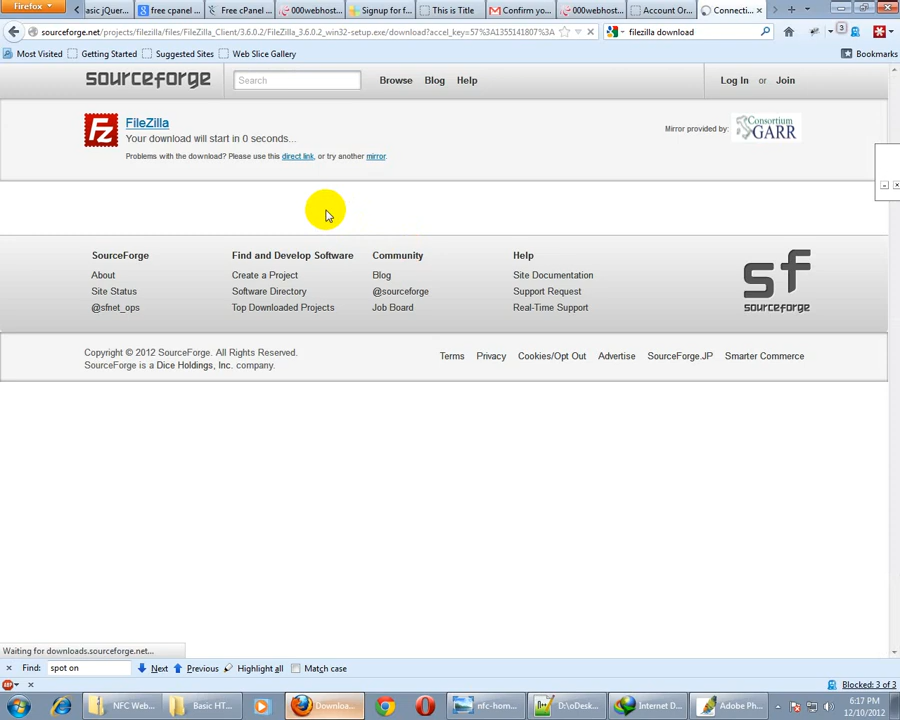 Firefox
asic jQuer...
free cpanel ...
Free cPanel ...
000webhost...
Signup for f...
This is Title
Confirm yo...
000webhost...
Account Or...
Connecti...
sourceforge.net/projects/filezilla/files/FileZilla_Client/3.6.0.2/FileZilla_3.6.0.2_win32-setup.exe/download?accel_key=57%3A1355141807%3A
filezilla download
3
Most Visited
Getting Started
Suggested Sites
Web Slice Gallery
Bookmarks
sourceforge
Search
Browse
Blog
Help
Log In or Join
Fz
FileZilla
Your download will start in 0 seconds...
Problems with the download? Please use this direct link, or try another mirror.
Mirror provided by:
Consortium
GARR
SourceForge
About
Site Status
@sfnet_ops
Find and Develop Software
Create a Project
Software Directory
Top Downloaded Projects
Community
Blog
@sourceforge
Job Board
Help
Site Documentation
Support Request
Real-Time Support
sf
sourceforge
Copyright © 2012 SourceForge. All Rights Reserved.
SourceForge is a Dice Holdings, Inc. company.
Terms
Privacy
Cookies/Opt Out
Advertise
SourceForge.JP
Smarter Commerce
Waiting for downloads.sourceforge.net...
Find:
spot on
Next
Previous
Highlight all
Match case
Blocked: 3 of 3
NFC Web...
Basic HT...
Downloa...
nfc-hom...
D:\oDesk...
Internet D...
Adobe Ph...
6:17 PM
12/10/2012